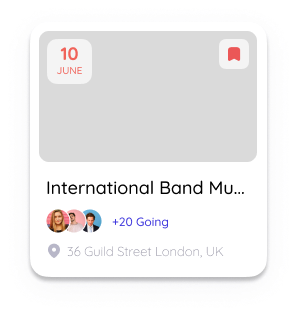 10
JUNE
International Band Mu...
+20 Going
36 Guild Street London, UK